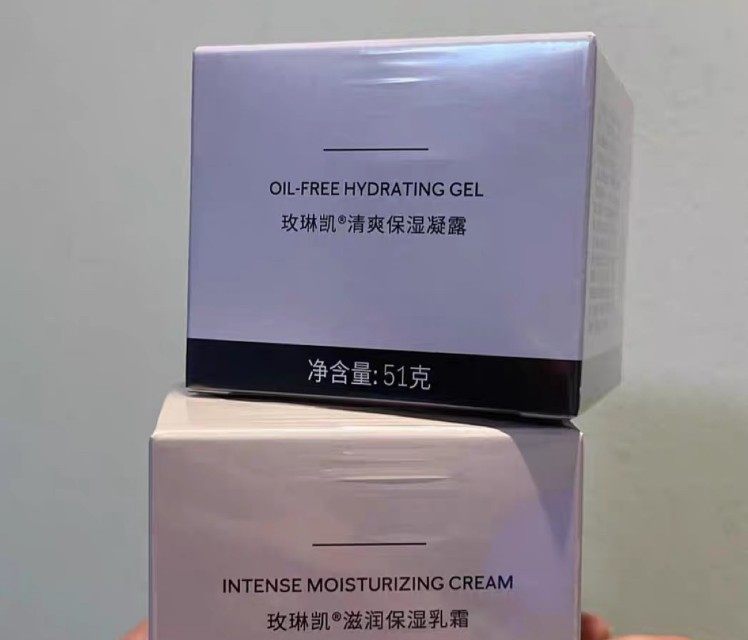 OIL-FREE HYDRATING GEL
玫琳凯®清爽保湿凝露
净含量:51克
INTENSE MOISTURIZING CREAM
玫琳凯®滋润保湿乳霜